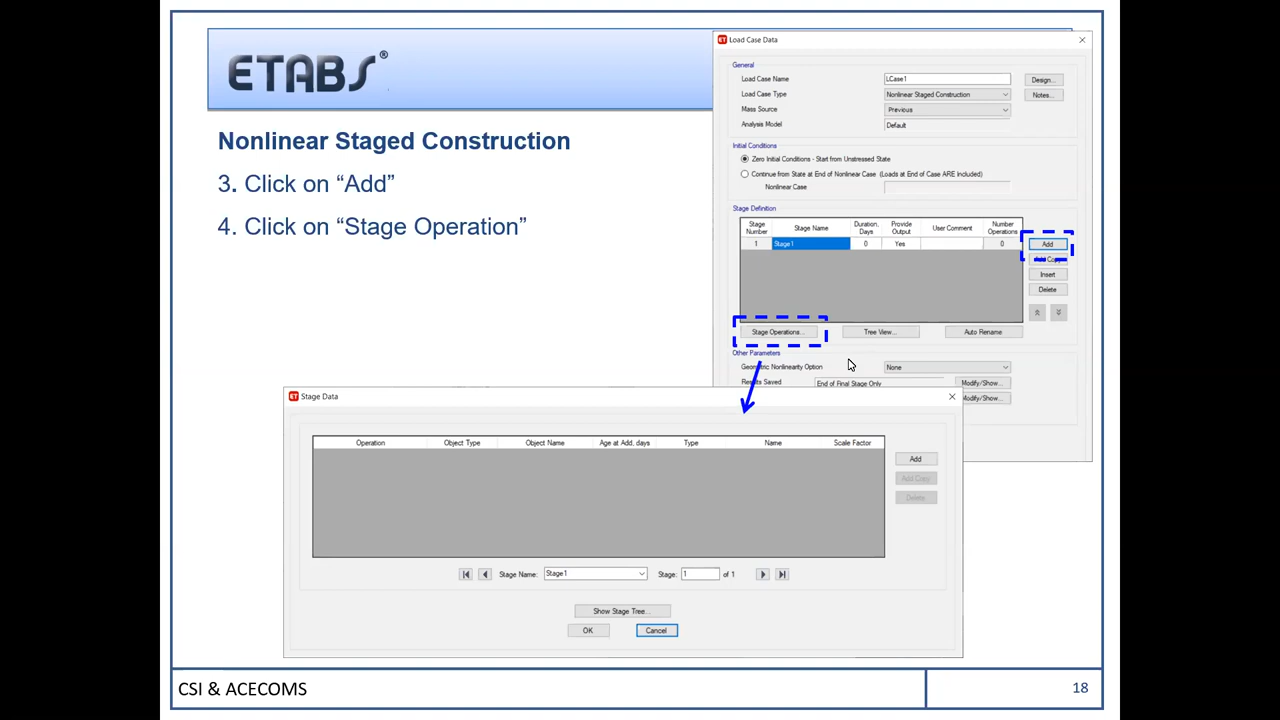 ETABS®
Nonlinear Staged Construction
3. Click on “Add”
4. Click on “Stage Operation”
Load Case Data
General
Load Case Name
LCase1
Design...
Load Case Type
Nonlinear Staged Construction
Notes...
Mass Source
Previous
Analysis Model
Default
Initial Conditions
Zero Initial Conditions - Start from Unstressed State
Continue from State at End of Nonlinear Case (Loads at End of Case ARE Included)
Nonlinear Case
Stage Definition
Stage Number
Stage Name
Duration, Days
Provide Output
User Comment
Number Operations
1
Stage1
0
Yes
0
Add
Add Copy
Insert
Delete
Stage Operations...
Tree View...
Auto Rename
Other Parameters
Geometric Nonlinearity Option
None
Results Saved
End of Final Stage Only
Modify/Show...
Modify/Show...
Stage Data
Operation
Object Type
Object Name
Age at Add, days
Type
Name
Scale Factor
Add
Add Copy
Delete
Stage Name:
Stage1
Stage:
1
of 1
Show Stage Tree...
OK
Cancel
CSI & ACECOMS
18